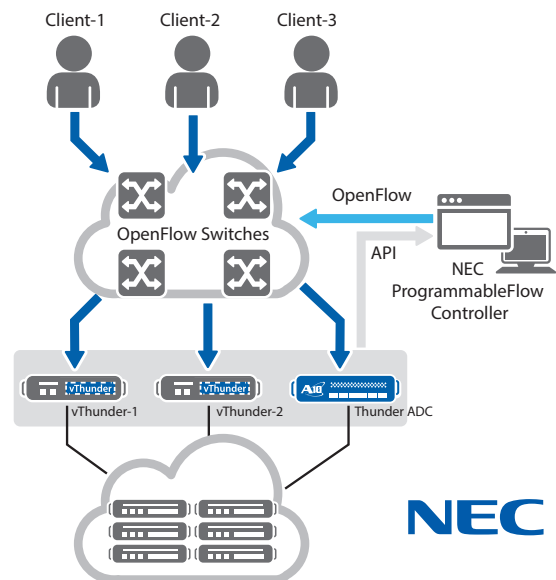 Client-1
Client-2
Client-3
OpenFlow
OpenFlow Switches
API
NEC
ProgrammableFlow
Controller
vThunder
vThunder
A10
vThunder-1
vThunder-2
Thunder ADC
NEC